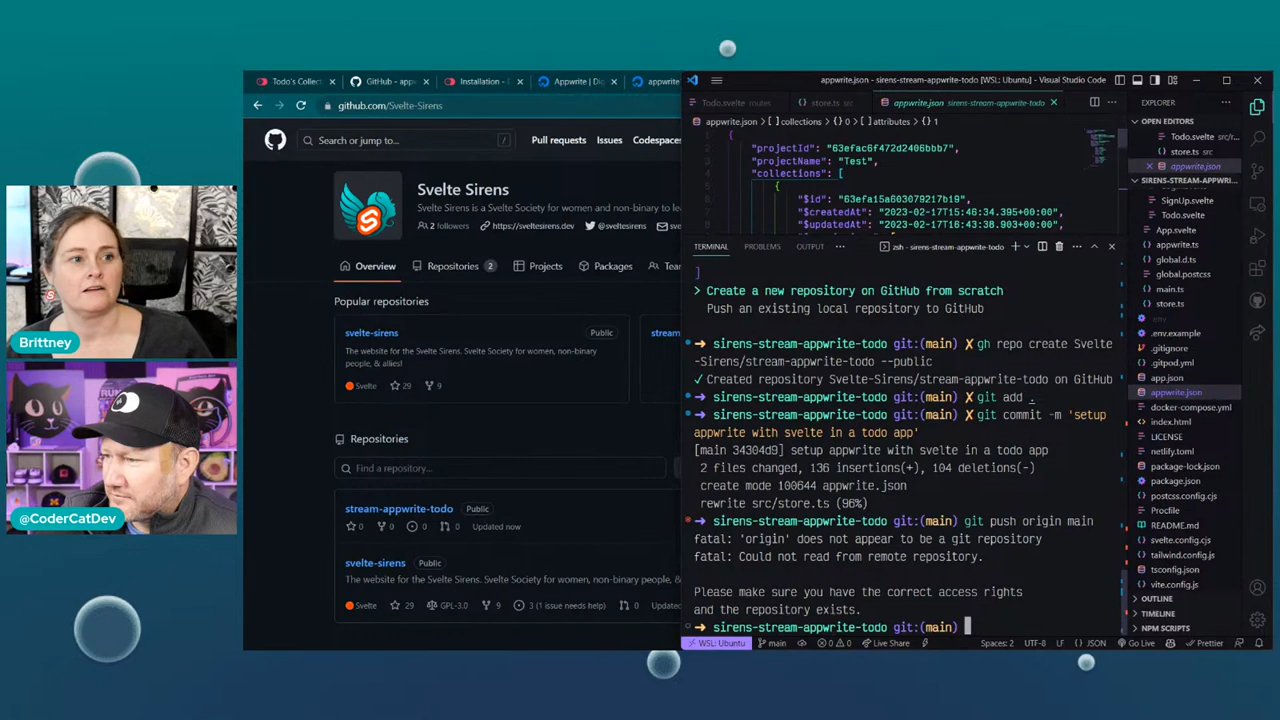 Brittney
@CoderCatDev
Todo's Collect
GitHub - appw
Installation -
Appwrite | Dig
appwrite
github.com/Svelte-Sirens
Search or jump to...
/
Pull requests
Issues
Codespaces
Svelte Sirens
Svelte Sirens is a Svelte Society for women and non-binary to le
2 followers
https://sveltesirens.dev
@sveltesirens
Overview
Repositories 2
Projects
Packages
Popular repositories
svelte-sirens
Public
The website for the Svelte Sirens. Svelte Society for women, non-binary
people, & allies!
Svelte
29
9
stream
Repositories
Find a repository...
stream-appwrite-todo
Public
0
0
0
0
Updated now
svelte-sirens
Public
The website for the Svelte Sirens. Svelte Society for women, non-binary people, &
Svelte
29
GPL-3.0
9
3 (1 issue needs help)
0
appwrite.json - sirens-stream-appwrite-todo [WSL: Ubuntu] - Visual Studio Code
Todo.svelte routes
store.ts src
appwrite.json sirens-stream-appwrite-todo
appwrite.json > [ ] collections > {} 0 > [ ] attributes > {} 1
1 {
"projectId": "63efac6f472d2406bbb7",
"projectName": "Test",
"collections": [
5 {
6 "$id": "63efa15a603079217b19",
7 "$createdAt": "2023-02-17T15:46:34.395+00:00",
"$updatedAt": "2023-02-17T16:43:38.903+00:00",
TERMINAL
PROBLEMS
OUTPUT
zsh - sirens-stream-appwrite-todo
]
> Create a new repository on GitHub from scratch
Push an existing local repository to GitHub
➜ sirens-stream-appwrite-todo git:(main) ✗ gh repo create Svelte
-Sirens/stream-appwrite-todo --public
✓ Created repository Svelte-Sirens/stream-appwrite-todo on GitHub
➜ sirens-stream-appwrite-todo git:(main) ✗ git add .
➜ sirens-stream-appwrite-todo git:(main) ✗ git commit -m 'setup
appwrite with svelte in a todo app'
[main 34304d9] setup appwrite with svelte in a todo app
2 files changed, 136 insertions(+), 104 deletions(-)
create mode 100644 appwrite.json
rewrite src/store.ts (96%)
➜ sirens-stream-appwrite-todo git:(main) git push origin main
fatal: 'origin' does not appear to be a git repository
fatal: Could not read from remote repository.
Please make sure you have the correct access rights
and the repository exists.
➜ sirens-stream-appwrite-todo git:(main)
EXPLORER
OPEN EDITORS
Todo.svelte src/r...
store.ts src
appwrite.json
SIRENS-STREAM-APPWRI...
SignUp.svelte
Todo.svelte
App.svelte
appwrite.ts
global.d.ts
global.postcss
main.ts
store.ts
.env
.env.example
.gitignore
.gitpod.yml
app.json
appwrite.json
docker-compose.yml
index.html
LICENSE
netlify.toml
package-lock.json
package.json
postcss.config.cjs
Procfile
README.md
svelte.config.cjs
tailwind.config.js
tsconfig.json
vite.config.js
OUTLINE
TIMELINE
NPM SCRIPTS
WSL: Ubuntu
main
0
0
Live Share
Spaces: 2
UTF-8
LF
{ } JSON
Go Live
Prettier